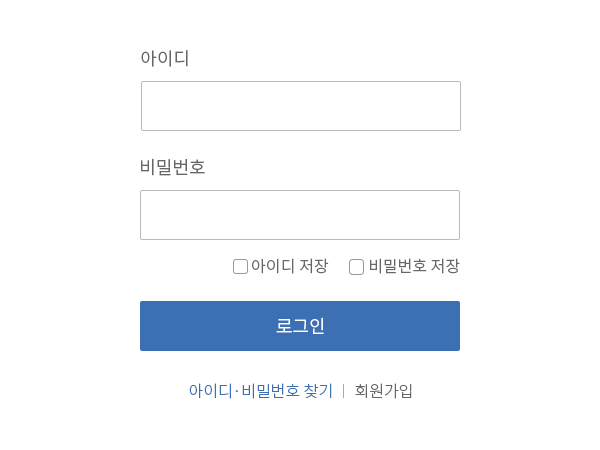 아이디
비밀번호
아이디 저장 비밀번호 저장
로그인
아이디·비밀번호 찾기 | 회원가입